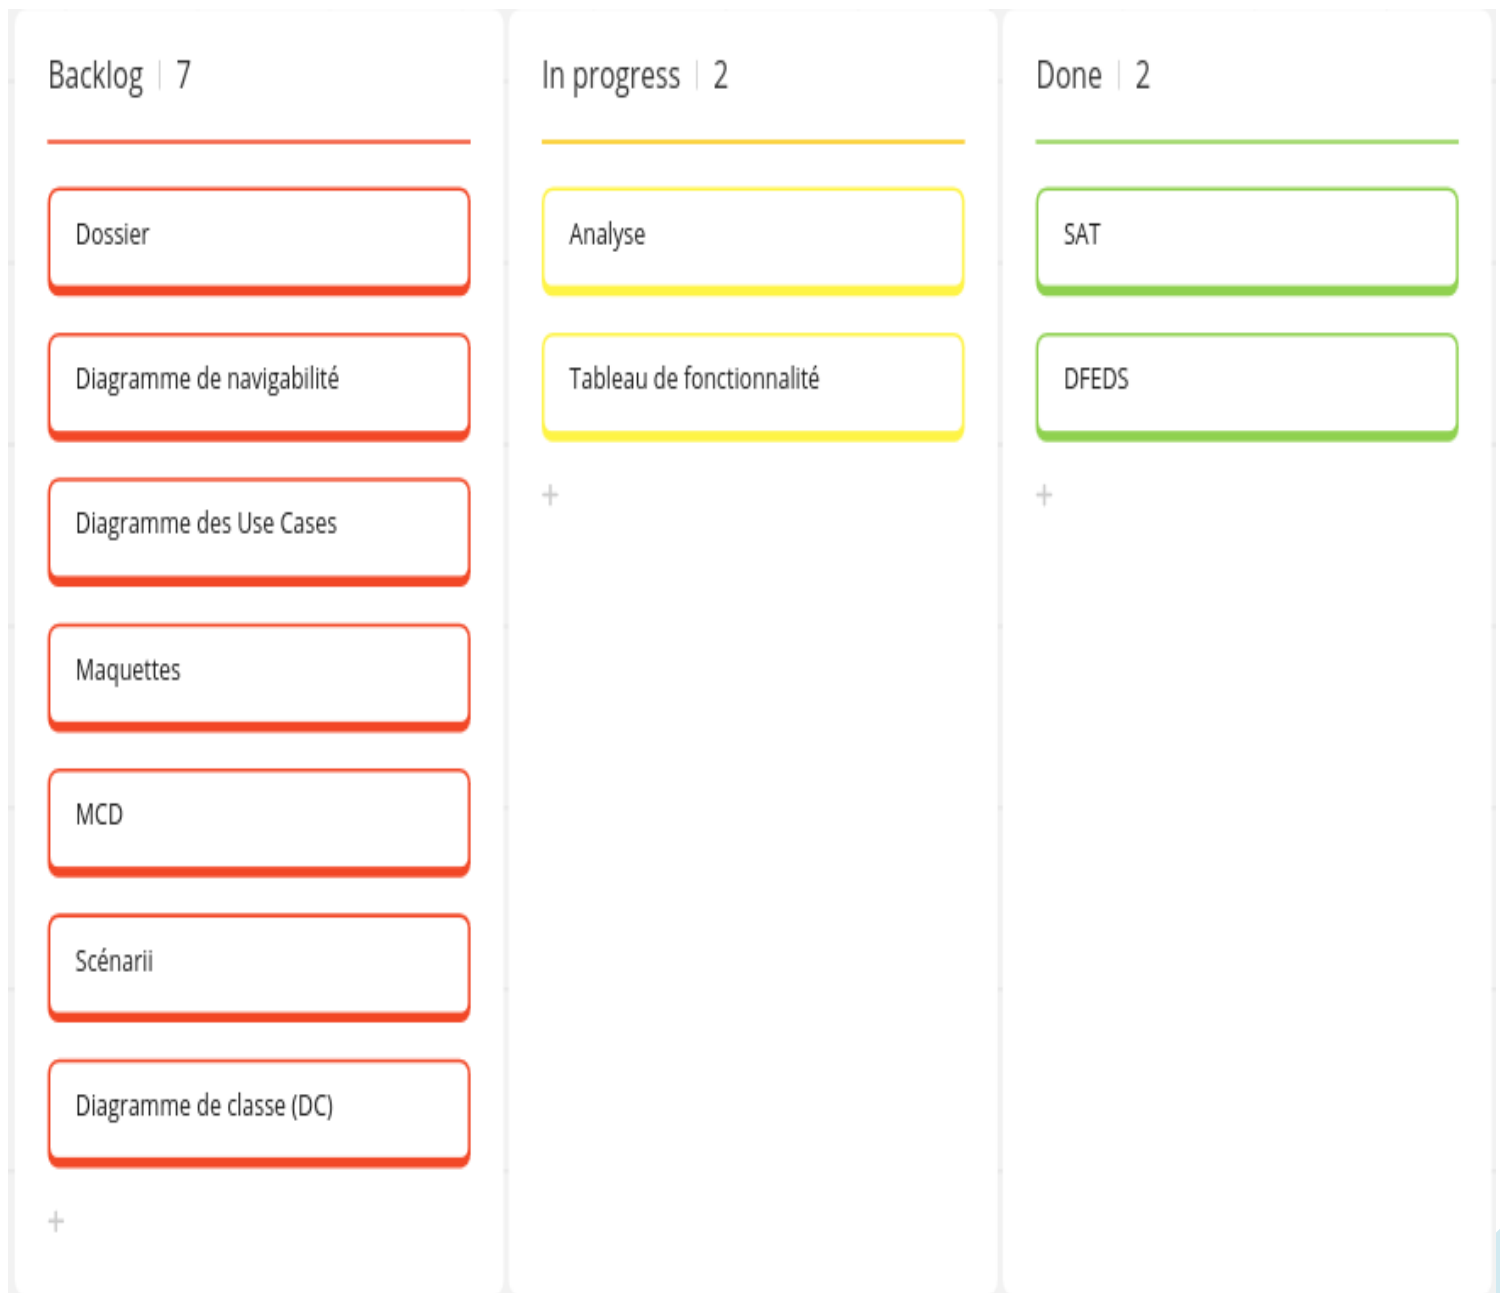 Backlog | 7
Dossier
Diagramme de navigabilité
Diagramme des Use Cases
Maquettes
MCD
Scénarii
Diagramme de classe (DC)
+
In progress | 2
Analyse
Tableau de fonctionnalité
+
Done | 2
SAT
DFEDS
+